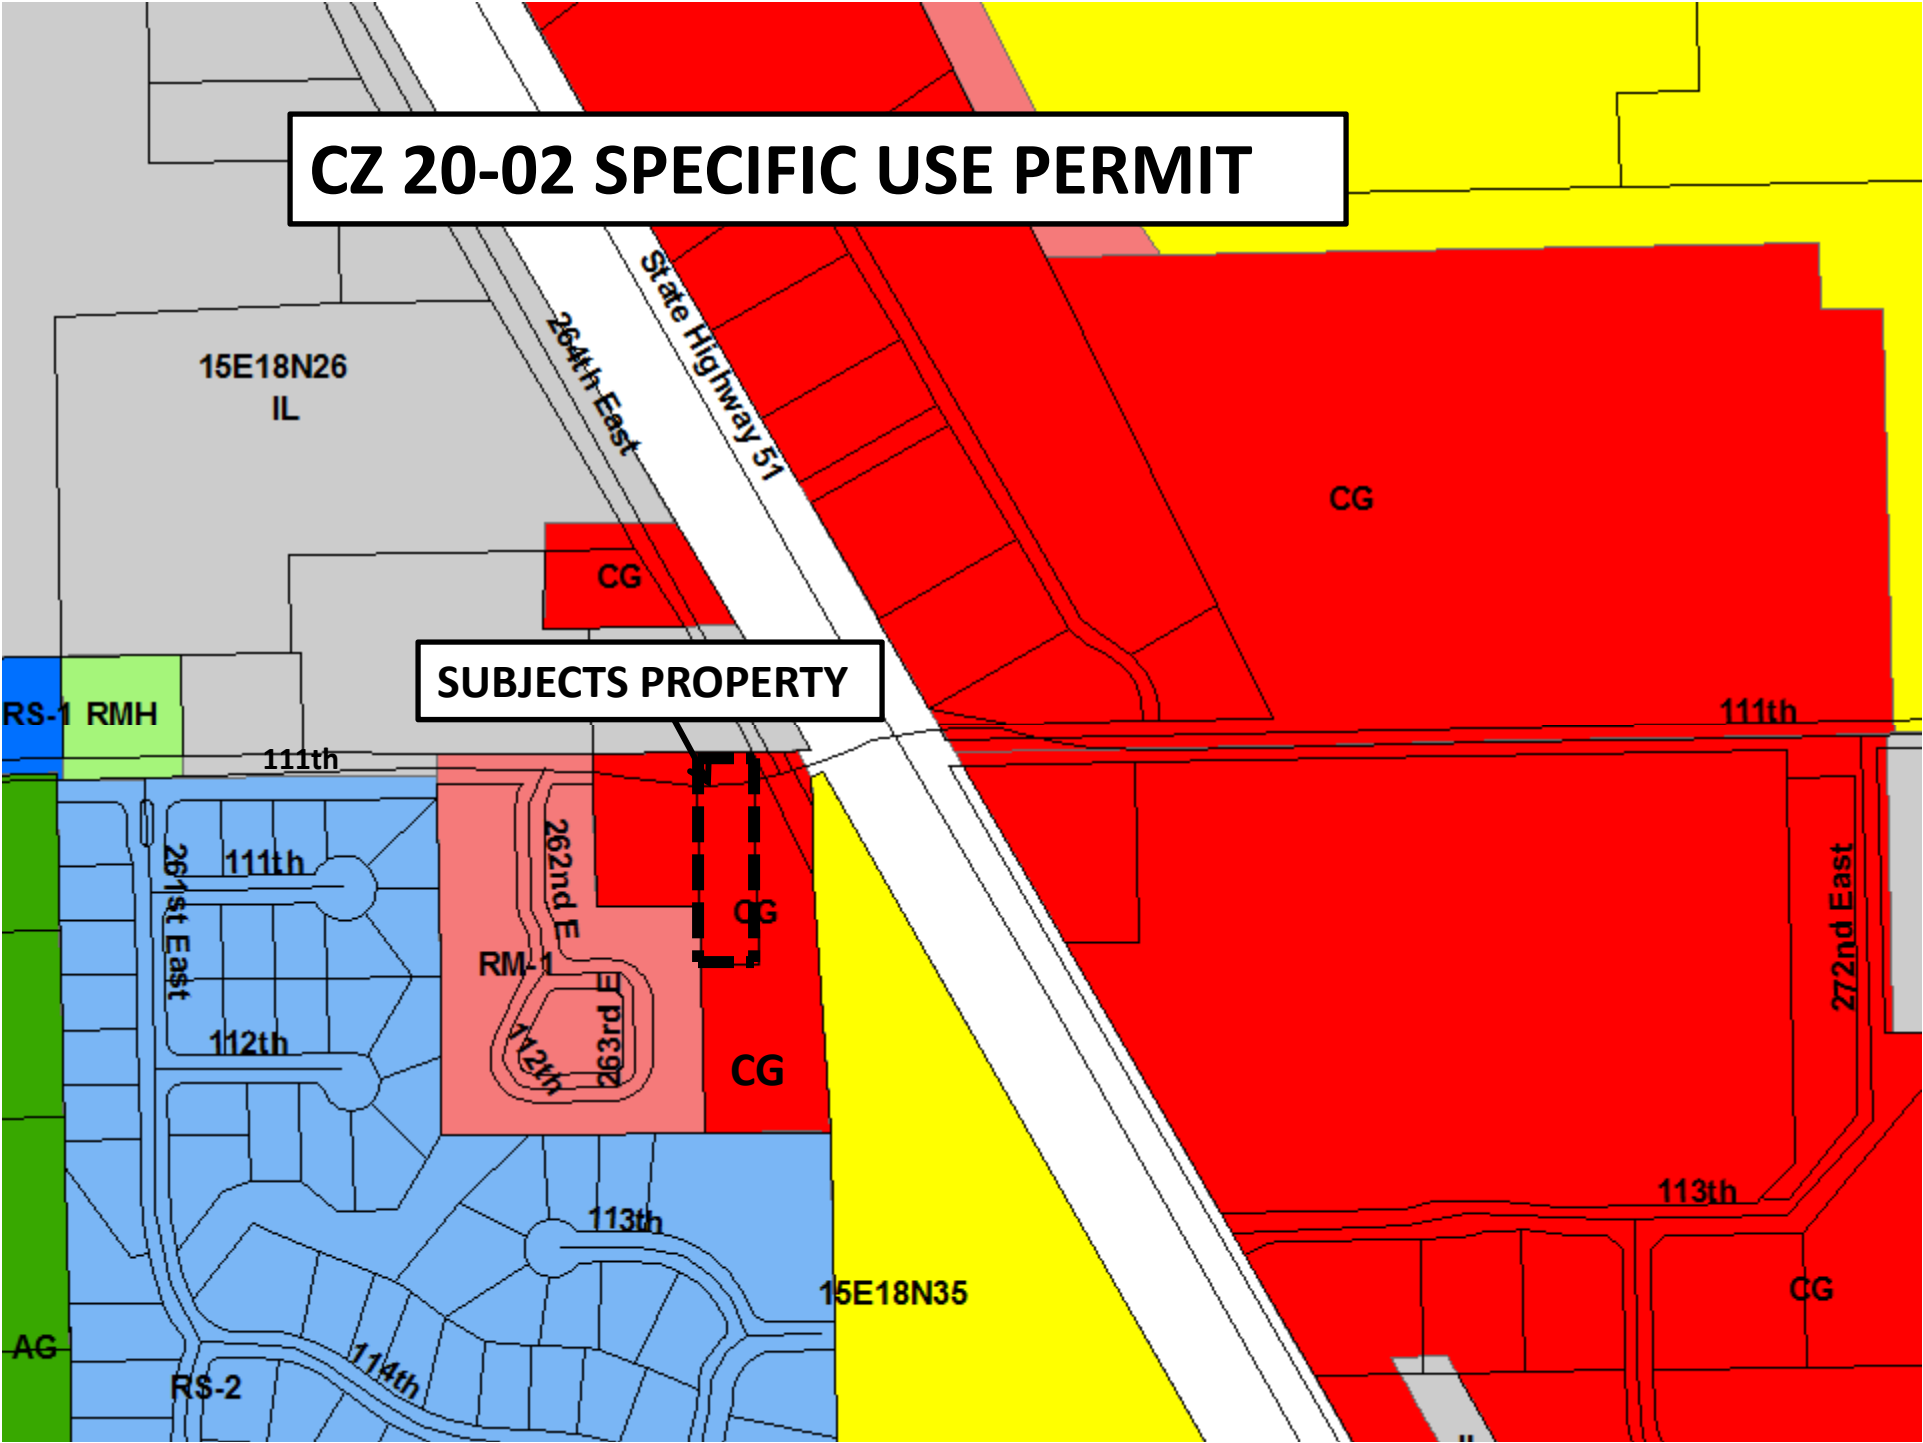 CZ 20-02 SPECIFIC USE PERMIT
State Highway 51
264th East
15E18N26
IL
CG
CG
SUBJECTS PROPERTY
RS-1
RMH
111th
111th
261st East
111th
262nd E
CG
272nd East
RM-1
112th
112th
263rd E
CG
113th
113th
15E18N35
CG
AG
114th
RS-2